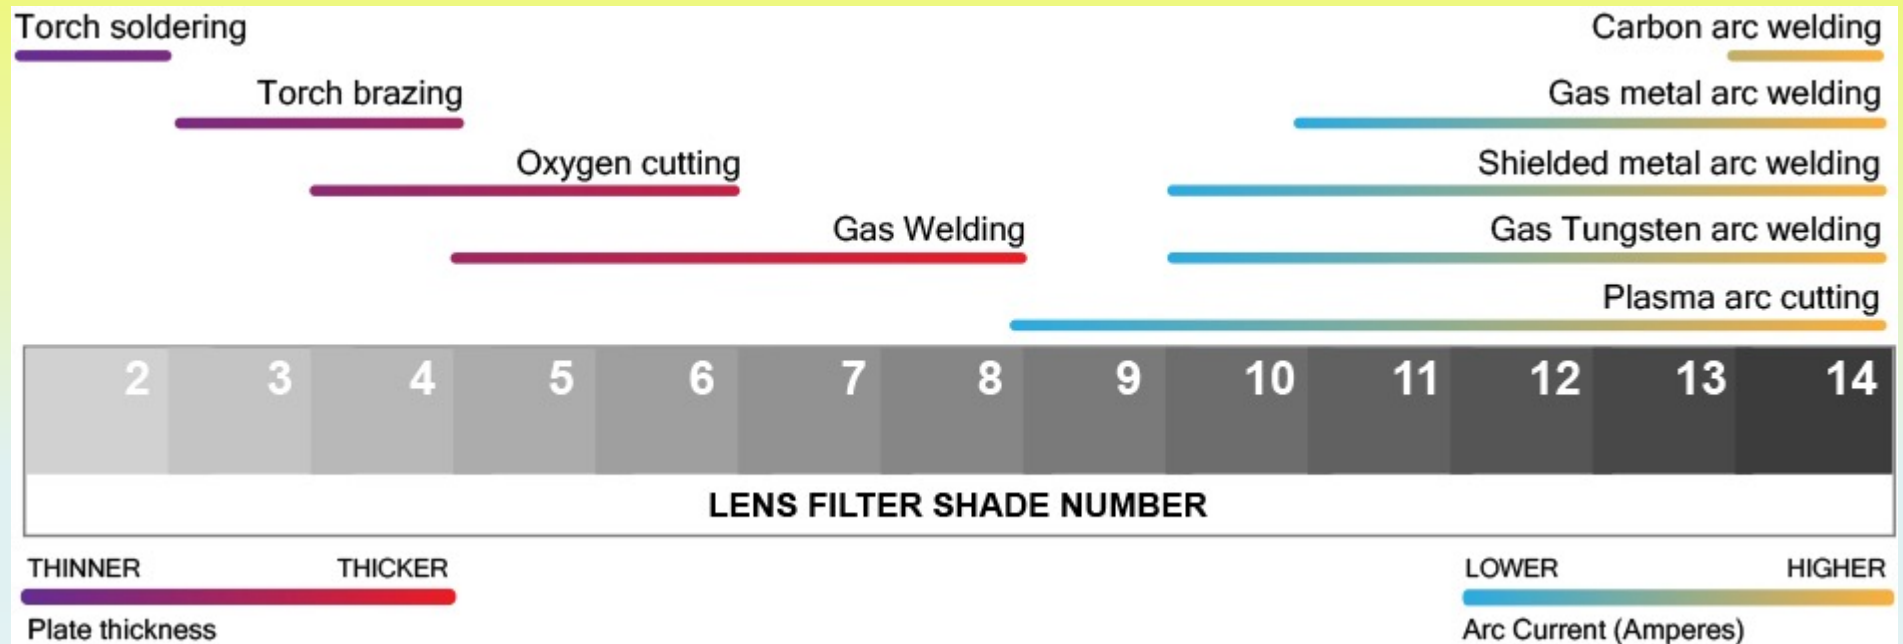 Torch soldering
Carbon arc welding
Torch brazing
Gas metal arc welding
Oxygen cutting
Shielded metal arc welding
Gas Welding
Gas Tungsten arc welding
Plasma arc cutting
2 3 4 5 6 7 8 9 10 11 12 13 14
LENS FILTER SHADE NUMBER
THINNER THICKER
Plate thickness
LOWER HIGHER
Arc Current (Amperes)